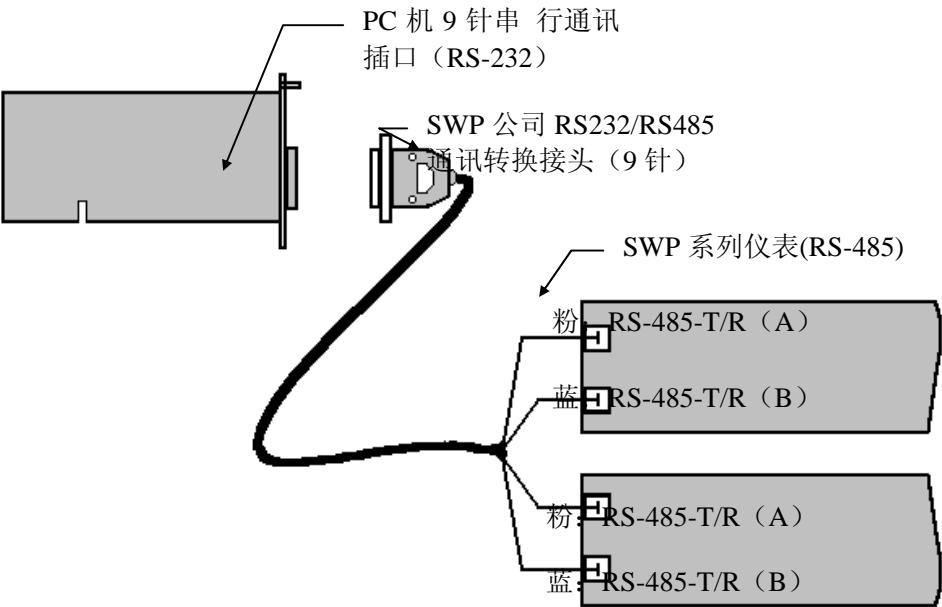 PC 机 9 针串 行通讯
插口（RS-232）
SWP 公司 RS232/RS485
通讯转换接头（9 针）
SWP 系列仪表(RS-485)
粉：RS-485-T/R（A）
蓝：RS-485-T/R（B）
粉：RS-485-T/R（A）
蓝：RS-485-T/R（B）